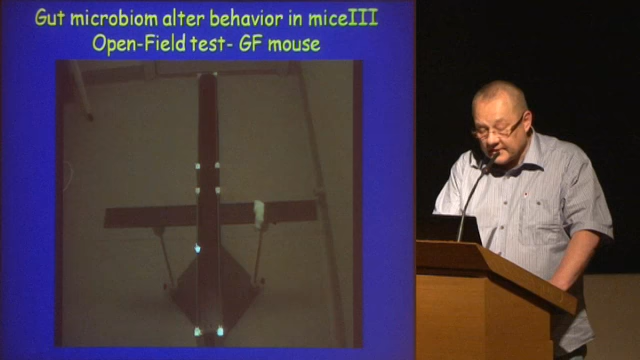 Gut microbiom alter behavior in miceIII
Open-Field test- GF mouse